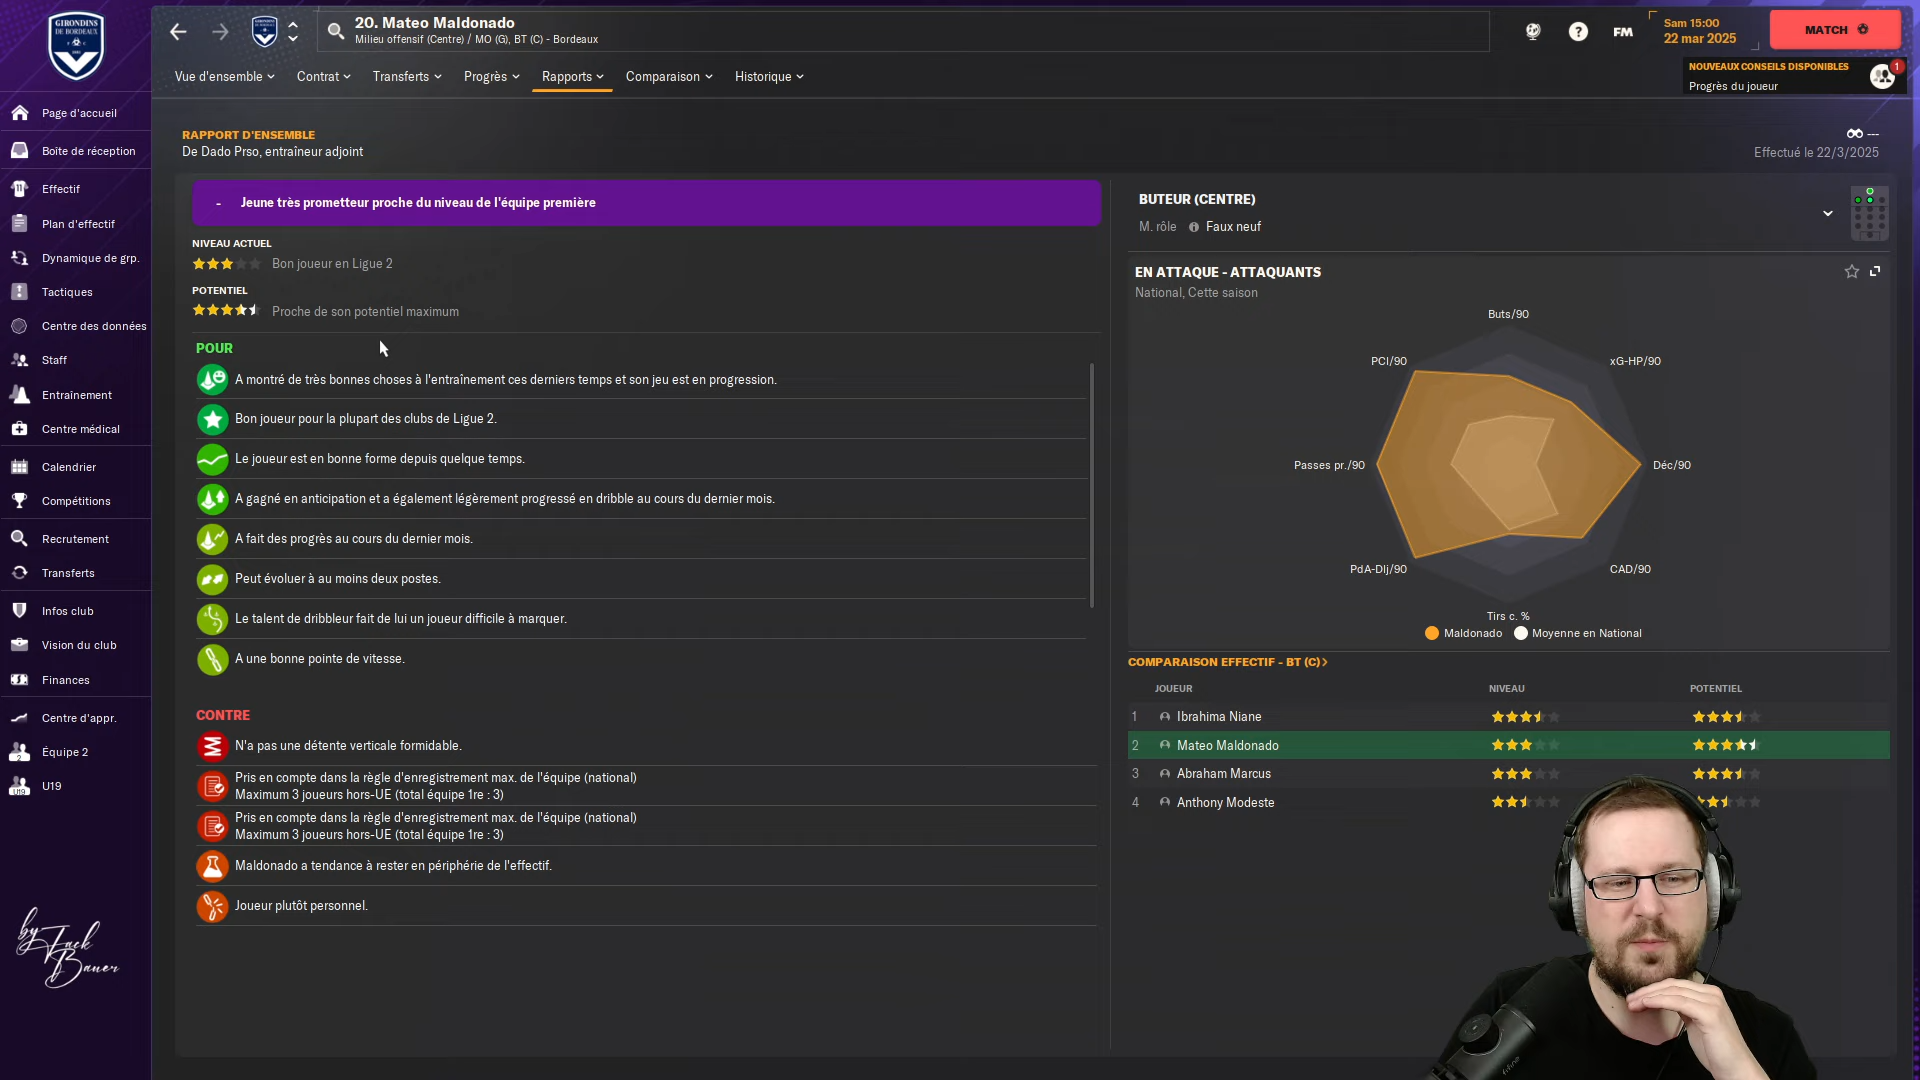 GIRONDINS
DE BORDEAUX
20. Mateo Maldonado
Milieu offensif (Centre) / MO (G), BT (C) - Bordeaux
?
FM
Sam 15:00
22 mar 2025
MATCH
Vue d'ensemble
Contrat
Transferts
Progrès
Rapports
Comparaison
Historique
NOUVEAUX CONSEILS DISPONIBLES
Progrès du joueur
1
Page d'accueil
Boîte de réception
Effectif
Plan d'effectif
Dynamique de grp.
Tactiques
Centre des données
Staff
Entraînement
Centre médical
Calendrier
Compétitions
Recrutement
Transferts
Infos club
Vision du club
Finances
Centre d'appr.
Équipe 2
U19
by Jack
Bauer
RAPPORT D'ENSEMBLE
De Dado Prso, entraîneur adjoint
---
Effectué le 22/3/2025
- Jeune très prometteur proche du niveau de l'équipe première
NIVEAU ACTUEL
Bon joueur en Ligue 2
POTENTIEL
Proche de son potentiel maximum
POUR
A montré de très bonnes choses à l'entraînement ces derniers temps et son jeu est en progression.
Bon joueur pour la plupart des clubs de Ligue 2.
Le joueur est en bonne forme depuis quelque temps.
A gagné en anticipation et a également légèrement progressé en dribble au cours du dernier mois.
A fait des progrès au cours du dernier mois.
Peut évoluer à au moins deux postes.
Le talent de dribbleur fait de lui un joueur difficile à marquer.
A une bonne pointe de vitesse.
CONTRE
N'a pas une détente verticale formidable.
Pris en compte dans la règle d'enregistrement max. de l'équipe (national)
Maximum 3 joueurs hors-UE (total équipe 1re : 3)
Pris en compte dans la règle d'enregistrement max. de l'équipe (national)
Maximum 3 joueurs hors-UE (total équipe 1re : 3)
Maldonado a tendance à rester en périphérie de l'effectif.
Joueur plutôt personnel.
BUTEUR (CENTRE)
M. rôle Faux neuf
EN ATTAQUE - ATTAQUANTS
National, Cette saison
Buts/90
xG-HP/90
Déc/90
CAD/90
Tirs c. %
PdA-DIj/90
Passes pr./90
PCI/90
Maldonado Moyenne en National
COMPARAISON EFFECTIF - BT (C)
JOUEUR NIVEAU POTENTIEL
1 Ibrahima Niane
2 Mateo Maldonado
3 Abraham Marcus
4 Anthony Modeste